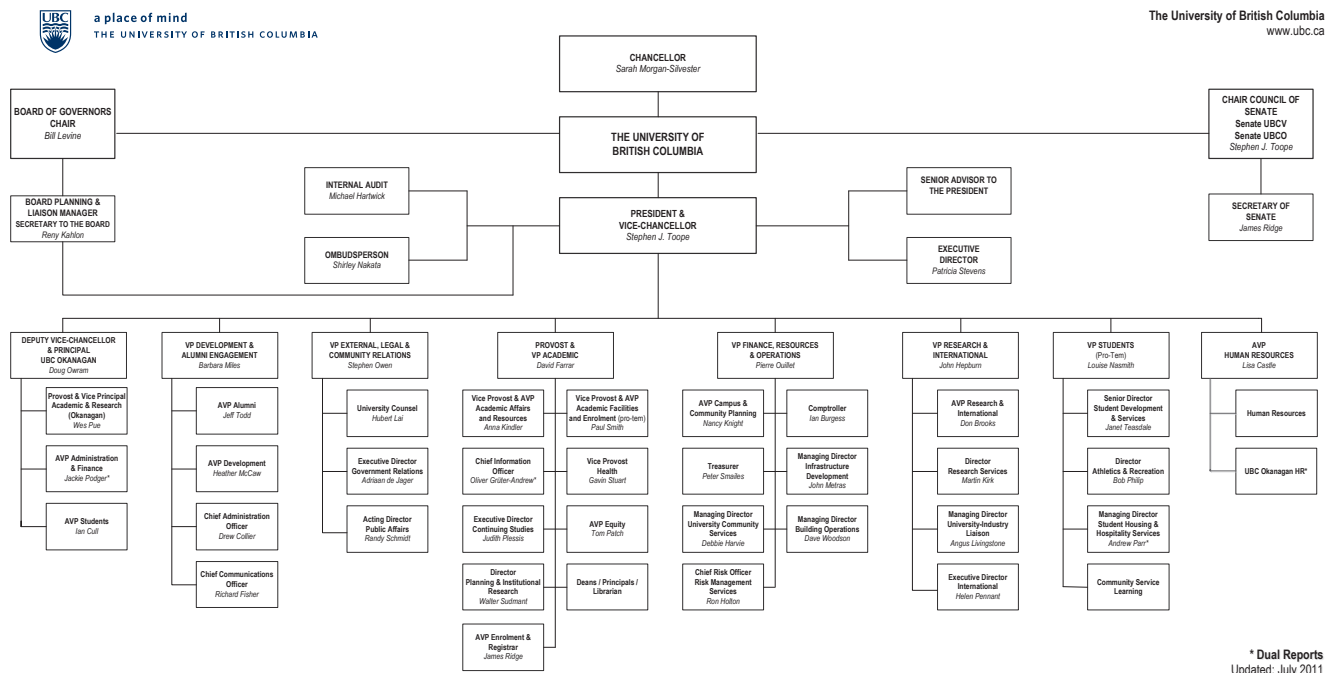 UBC
a place of mind
THE UNIVERSITY OF BRITISH COLUMBIA
The University of British Columbia
www.ubc.ca
CHANCELLOR
Sarah Morgan-Silvester
BOARD OF GOVERNORS
CHAIR
Bill Levine
THE UNIVERSITY OF
BRITISH COLUMBIA
CHAIR COUNCIL OF
SENATE
Senate UBCV
Senate UBCO
Stephen J. Toope
BOARD PLANNING &
LIAISON MANAGER
SECRETARY TO THE BOARD
Reny Kahlon
INTERNAL AUDIT
Michael Hartwick
OMBUDSPERSON
Shirley Nakata
PRESIDENT &
VICE-CHANCELLOR
Stephen J. Toope
SENIOR ADVISOR TO
THE PRESIDENT
EXECUTIVE
DIRECTOR
Patricia Stevens
SECRETARY OF
SENATE
James Ridge
DEPUTY VICE-CHANCELLOR
& PRINCIPAL
UBC OKANAGAN
Doug Owram
Provost & Vice Principal
Academic & Research
(Okanagan)
Wes Pue
AVP Administration
& Finance
Jackie Podger*
AVP Students
Ian Cull
VP DEVELOPMENT &
ALUMNI ENGAGEMENT
Barbara Miles
AVP Alumni
Jeff Todd
AVP Development
Heather McCaw
Chief Administration
Officer
Drew Collier
Chief Communications
Officer
Richard Fisher
VP EXTERNAL, LEGAL &
COMMUNITY RELATIONS
Stephen Owen
University Counsel
Hubert Lai
Executive Director
Government Relations
Adriaan de Jager
Acting Director
Public Affairs
Randy Schmidt
PROVOST &
VP ACADEMIC
David Farrar
Vice Provost & AVP
Academic Affairs
and Resources
Anna Kindler
Vice Provost & AVP
Academic Facilities
and Enrolment (pro-tem)
Paul Smith
Chief Information
Officer
Oliver Grüter-Andrew*
Vice Provost
Health
Gavin Stuart
Executive Director
Continuing Studies
Judith Plessis
AVP Equity
Tom Patch
Director
Planning & Institutional
Research
Walter Sudmant
Deans / Principals /
Librarian
AVP Enrolment &
Registrar
James Ridge
VP FINANCE, RESOURCES
& OPERATIONS
Pierre Ouillet
AVP Campus &
Community Planning
Nancy Knight
Comptroller
Ian Burgess
Treasurer
Peter Smailes
Managing Director
Infrastructure
Development
John Metras
Managing Director
University Community
Services
Debbie Harvie
Managing Director
Building Operations
Dave Woodson
Chief Risk Officer
Risk Management
Services
Ron Holton
VP RESEARCH &
INTERNATIONAL
John Hepburn
AVP Research &
International
Don Brooks
Director
Research Services
Martin Kirk
Managing Director
University-Industry
Liaison
Angus Livingstone
Executive Director
International
Helen Pennant
VP STUDENTS
(Pro-Tem)
Louise Nasmith
Senior Director
Student Development
& Services
Janet Teasdale
Director
Athletics & Recreation
Bob Philip
Managing Director
Student Housing &
Hospitality Services
Andrew Parr*
Community Service
Learning
AVP
HUMAN RESOURCES
Lisa Castle
Human Resources
UBC Okanagan HR*
* Dual Reports
Updated: July 2011